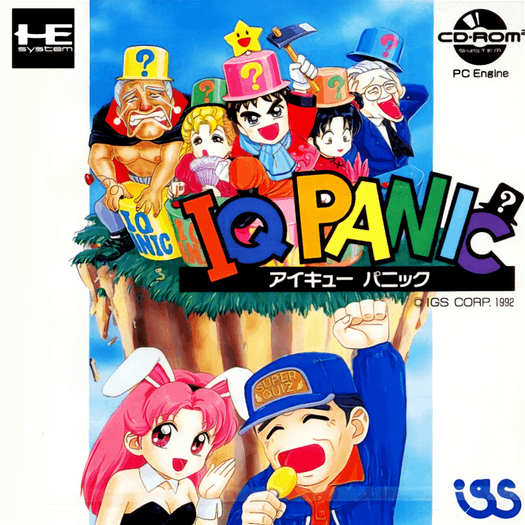 HE
system
CD-ROM²
SYSTEM
PC Engine
?
?
?
?
?
IQ
NIC
IQ PANIC
?
アイキュー パニック
©IGS CORP. 1992
SUPER
QUIZ
igs